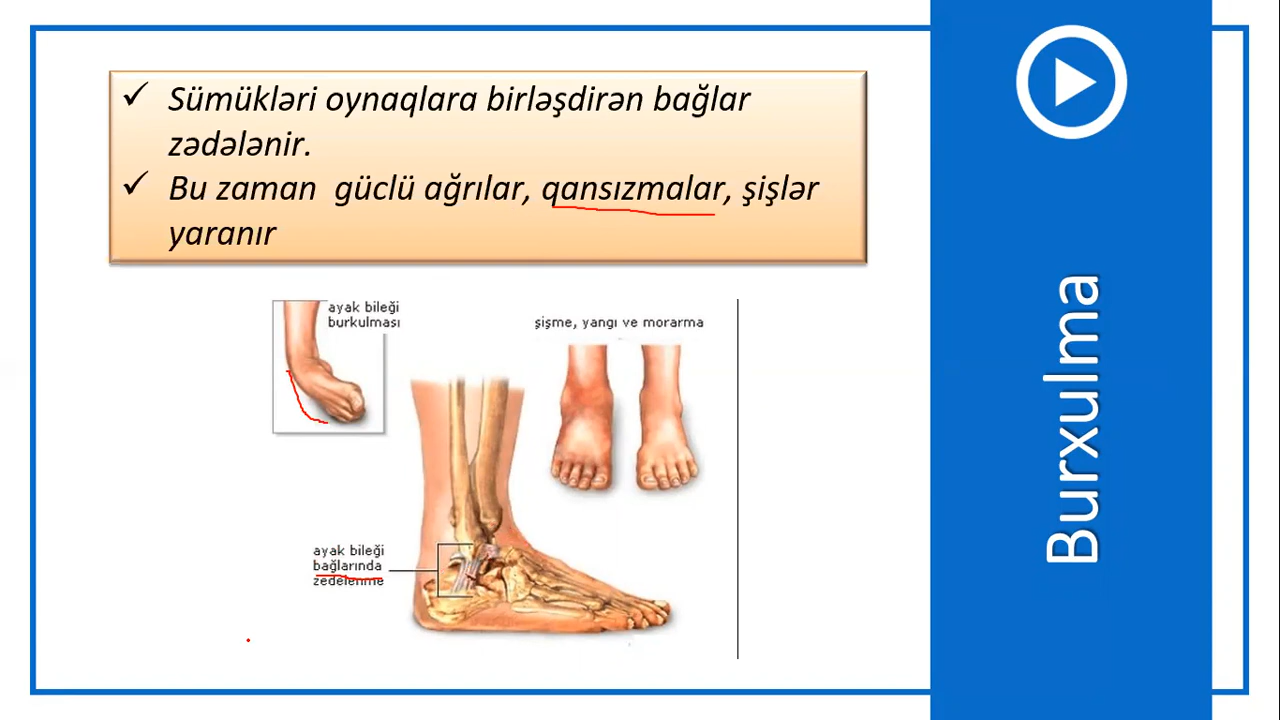 Sümükləri oynaqlara birləşdirən bağlar
zədələnir.
Bu zaman güclü ağrılar, qansızmalar, şişlər
yaranır
ayak bileği
burkulması
şişme, yangı ve morarma
ayak bileği
bağlarında
zedelenme
Burxulma